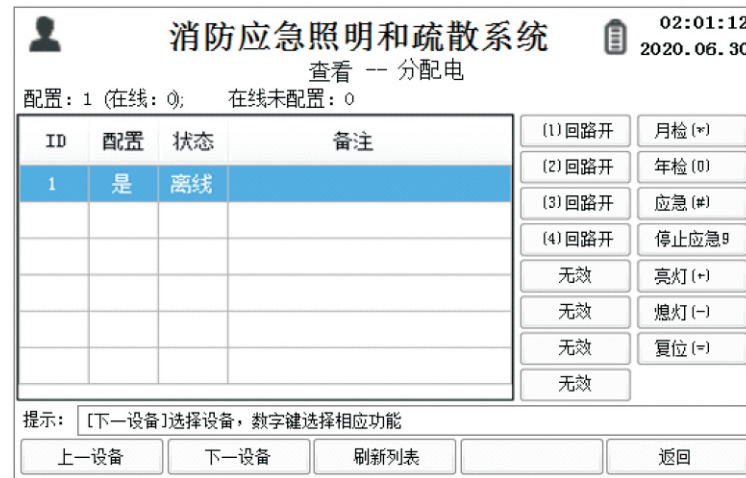 消防应急照明和疏散系统
02:01:12
2020.06.30
查看 -- 分配电
配置: 1 (在线: 0); 在线未配置: 0
ID 配置 状态 备注
1 是 离线
(1)回路开 月检(*)
(2)回路开 年检(0)
(3)回路开 应急(#)
(4)回路开 停止应急9
无效 亮灯(+)
无效 熄灯(-)
无效 复位(=)
无效
提示: [下一设备]选择设备，数字键选择相应功能
上一设备 下一设备 刷新列表 返回